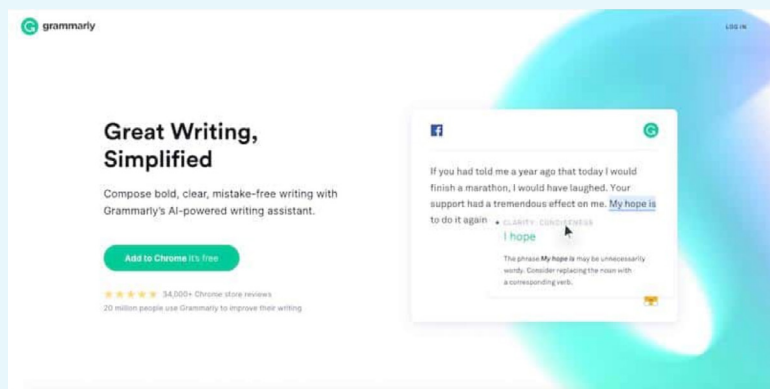 grammarly
LOG IN
Great Writing,
Simplified
Compose bold, clear, mistake-free writing with
Grammarly's AI-powered writing assistant.
Add to Chrome It's free
34,000+ Chrome store reviews
20 million people use Grammarly to improve their writing
If you had told me a year ago that today I would
finish a marathon, I would have laughed. Your
support had a tremendous effect on me. My hope is
to do it again
CLARITY: CONCISENESS
I hope
The phrase My hope is may be unnecessarily
wordy. Consider replacing the noun with
a corresponding verb.